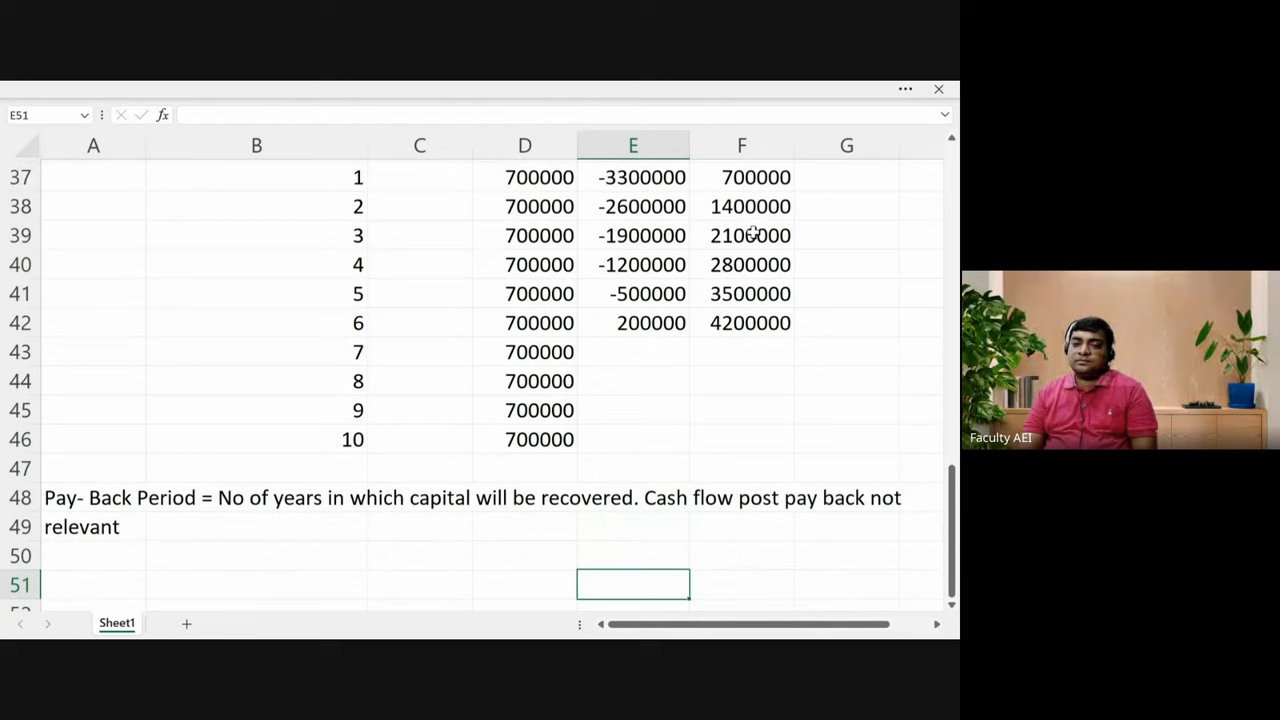 E51
fx
A B C D E F G
37 1 700000 -3300000 700000
38 2 700000 -2600000 1400000
39 3 700000 -1900000 2100000
40 4 700000 -1200000 2800000
41 5 700000 -500000 3500000
42 6 700000 200000 4200000
43 7 700000
44 8 700000
45 9 700000
46 10 700000
47
48 Pay- Back Period = No of years in which capital will be recovered. Cash flow post pay back not
49 relevant
50
51
Sheet1
Faculty AEI